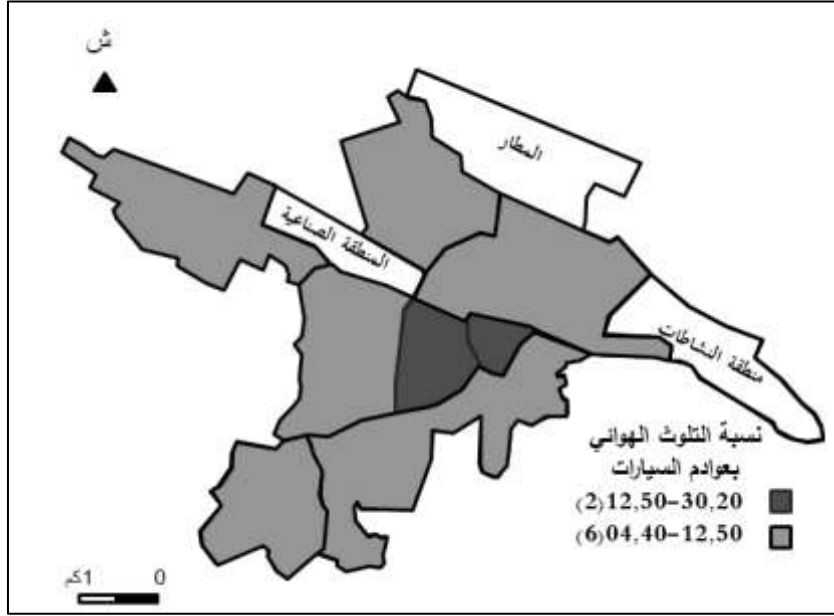 ش
المطار
المنطقة الصناعية
منطقة النشاطات
نسبة التلوث الهوائي
بعوادم السيارات
(2)12,50-30,20
(6)04,40-12,50
1كم
0